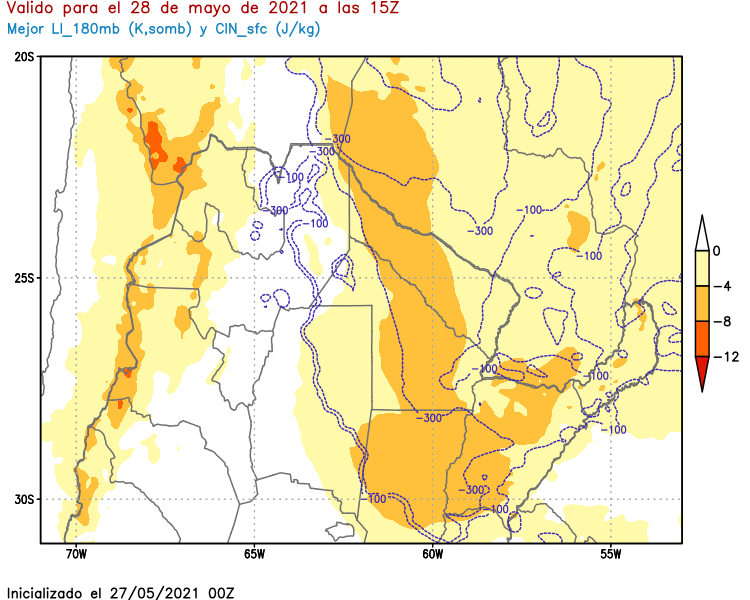 Valido para el 28 de mayo de 2021 a las 15Z
Mejor LI_180mb (K,somb) y CIN_sfc (J/kg)
20S
-300
-300
-100
-300
-100
-100
-300
0
-100
25S
-4
-8
-12
-100
-100
-300
-100
-300
-100
30S
-100
70W
65W
60W
55W
Inicializado el 27/05/2021 00Z